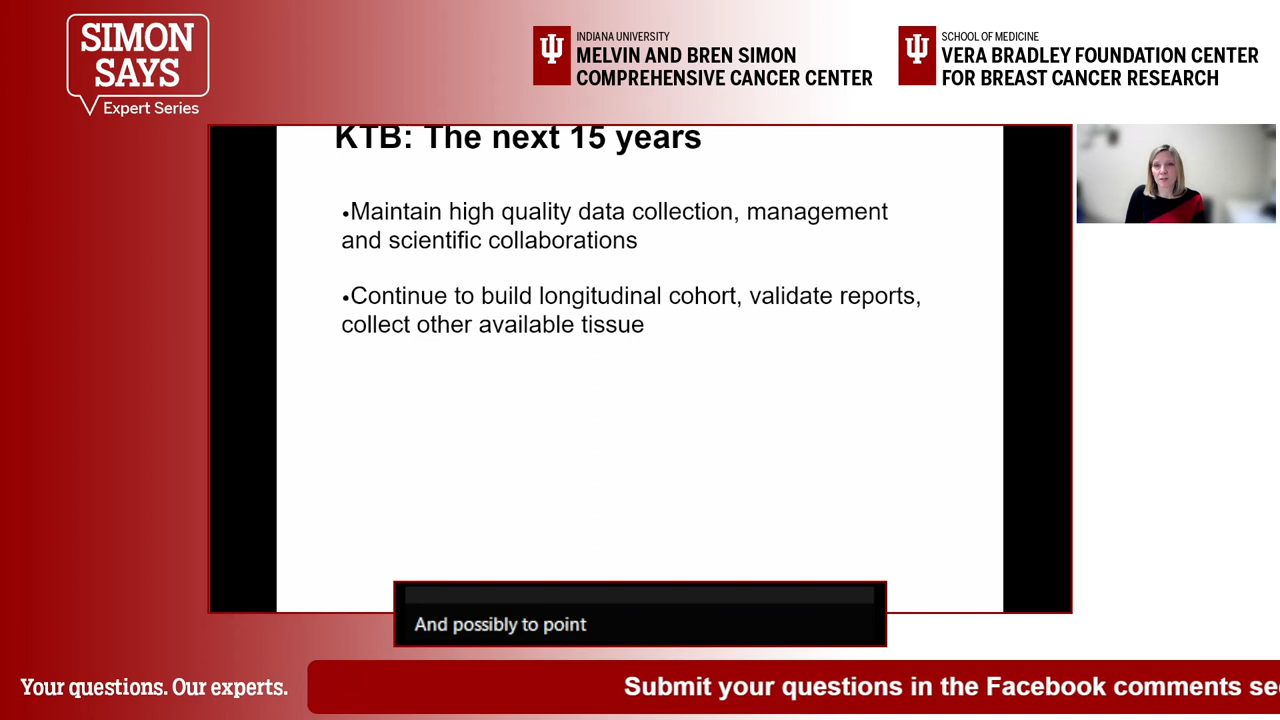 SIMON
SAYS
Expert Series
INDIANA UNIVERSITY
MELVIN AND BREN SIMON
COMPREHENSIVE CANCER CENTER
SCHOOL OF MEDICINE
VERA BRADLEY FOUNDATION CENTER
FOR BREAST CANCER RESEARCH
KTB: The next 15 years
•Maintain high quality data collection, management
and scientific collaborations
•Continue to build longitudinal cohort, validate reports,
collect other available tissue
And possibly to point
Your questions. Our experts.
Submit your questions in the Facebook comments se